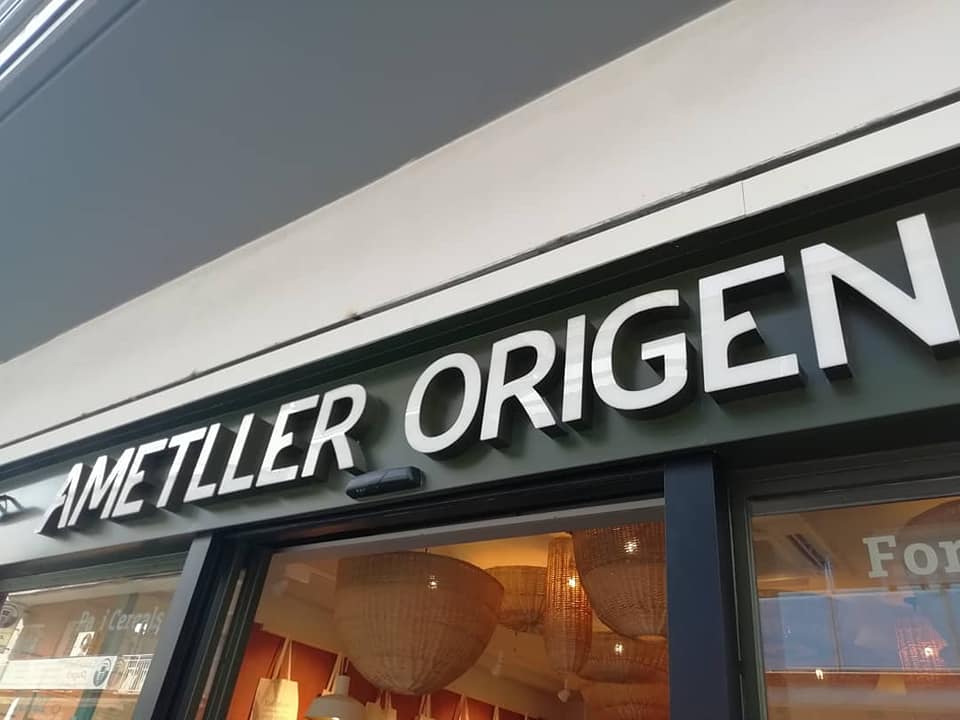 AMETLLER ORIGEN
Pa i Cereals
For